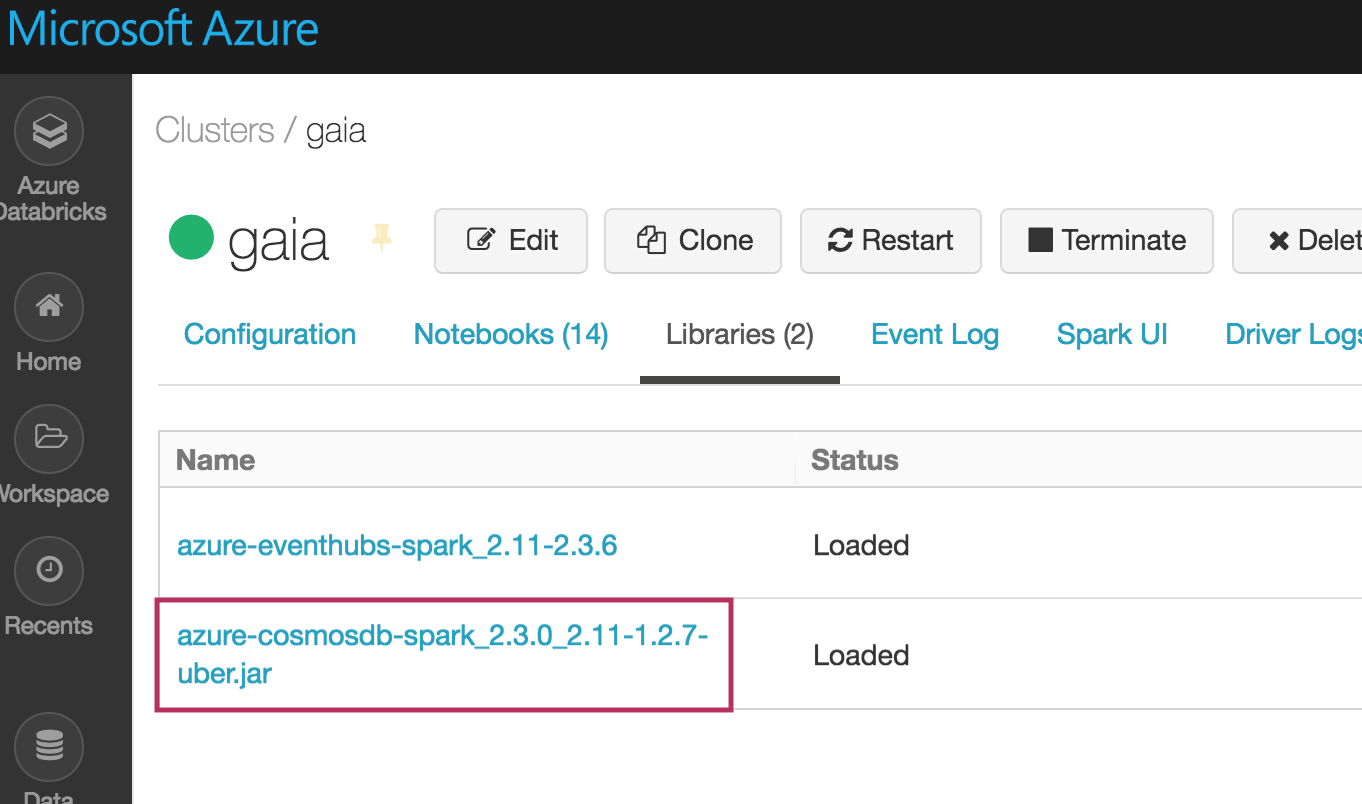 Microsoft Azure
Azure
Databricks
Home
Workspace
Recents
Data
Clusters / gaia
gaia
Edit
Clone
Restart
Terminate
Delet
Configuration
Notebooks (14)
Libraries (2)
Event Log
Spark UI
Driver Logs
Name
Status
azure-eventhubs-spark_2.11-2.3.6
Loaded
azure-cosmosdb-spark_2.3.0_2.11-1.2.7-
uber.jar
Loaded